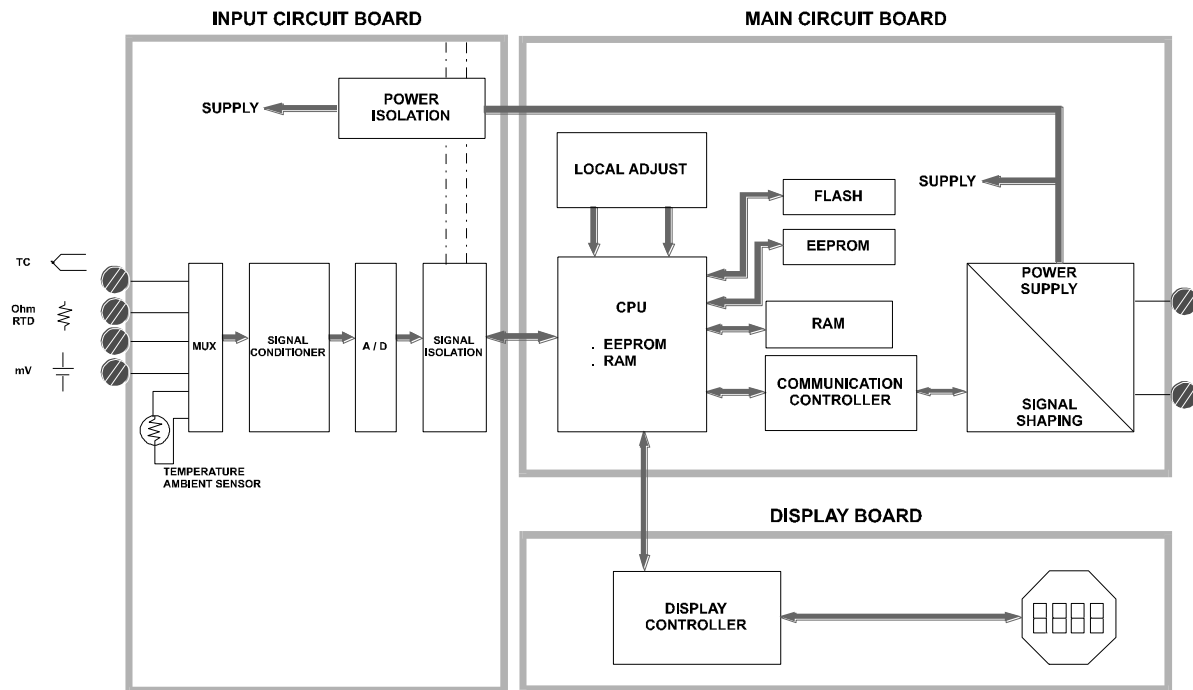 INPUT CIRCUIT BOARD
MAIN CIRCUIT BOARD
SUPPLY
POWER
ISOLATION
LOCAL ADJUST
FLASH
SUPPLY
EEPROM
TC
Ohm
RTD
mV
MUX
SIGNAL
CONDITIONER
A / D
SIGNAL
ISOLATION
CPU
. EEPROM
. RAM
RAM
COMMUNICATION
CONTROLLER
POWER
SUPPLY
SIGNAL
SHAPING
TEMPERATURE
AMBIENT SENSOR
DISPLAY BOARD
DISPLAY
CONTROLLER